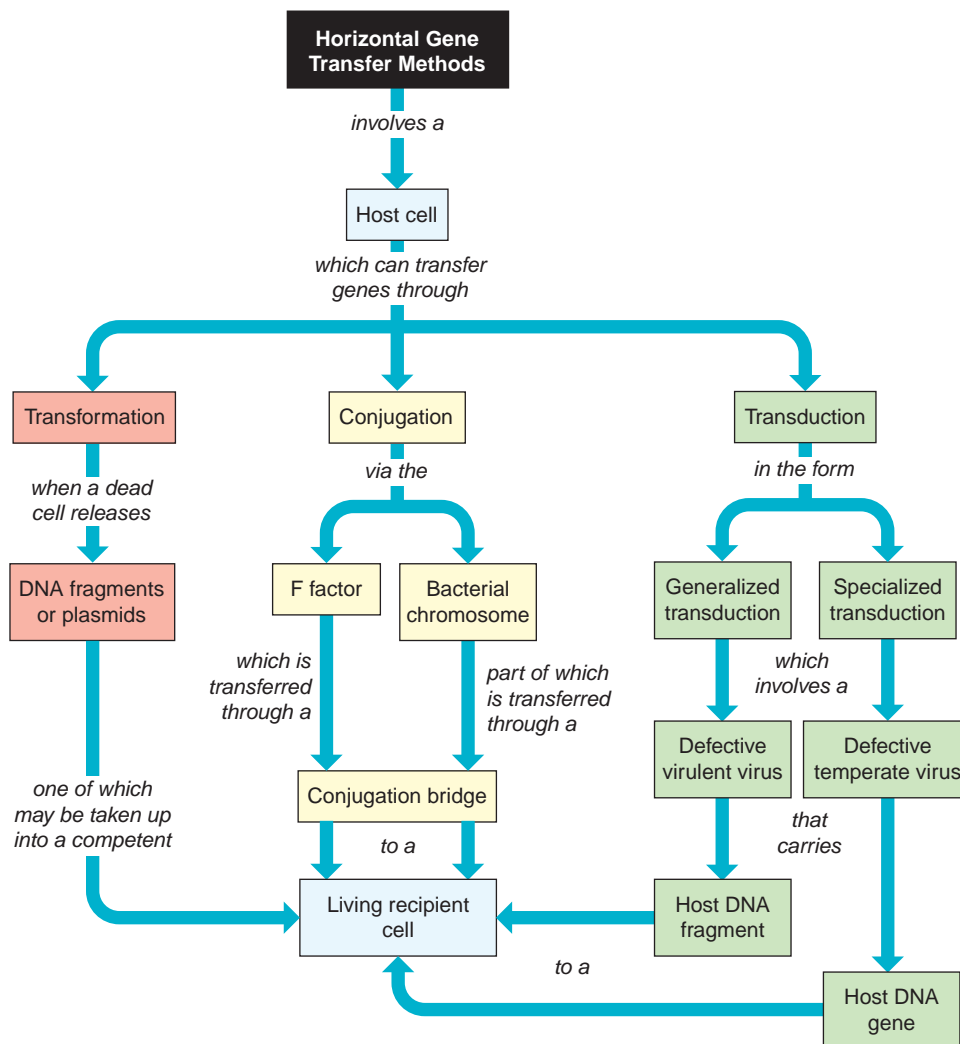 Horizontal Gene
Transfer Methods
involves a
Host cell
which can transfer
genes through
Transformation
Conjugation
Transduction
when a dead
cell releases
via the
in the form
DNA fragments
or plasmids
F factor
Bacterial
chromosome
Generalized
transduction
Specialized
transduction
which is
transferred
through a
part of which
is transferred
through a
which
involves a
Defective
virulent virus
Defective
temperate virus
one of which
may be taken up
into a competent
Conjugation bridge
to a
that
carries
Living recipient
cell
Host DNA
fragment
to a
Host DNA
gene